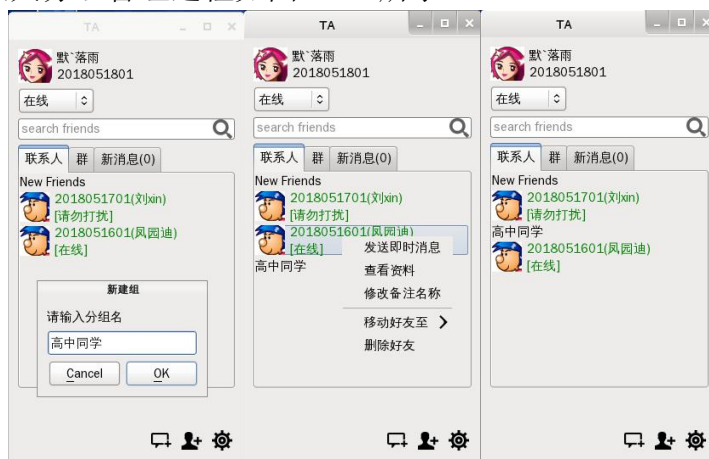 TA
默`落雨
2018051801
在线
search friends
联系人 群 新消息(0)
New Friends
2018051701(刘xin)
[请勿打扰]
2018051601(凤园迪)
[在线]
新建组
请输入分组名
高中同学
Cancel OK
TA
默`落雨
2018051801
在线
search friends
联系人 群 新消息(0)
New Friends
2018051701(刘xin)
[请勿打扰]
2018051601(凤园迪)
[在线]
高中同学
发送即时消息
查看资料
修改备注名称
移动好友至
删除好友
TA
默`落雨
2018051801
在线
search friends
联系人 群 新消息(0)
New Friends
2018051701(刘xin)
[请勿打扰]
高中同学
2018051601(凤园迪)
[在线]